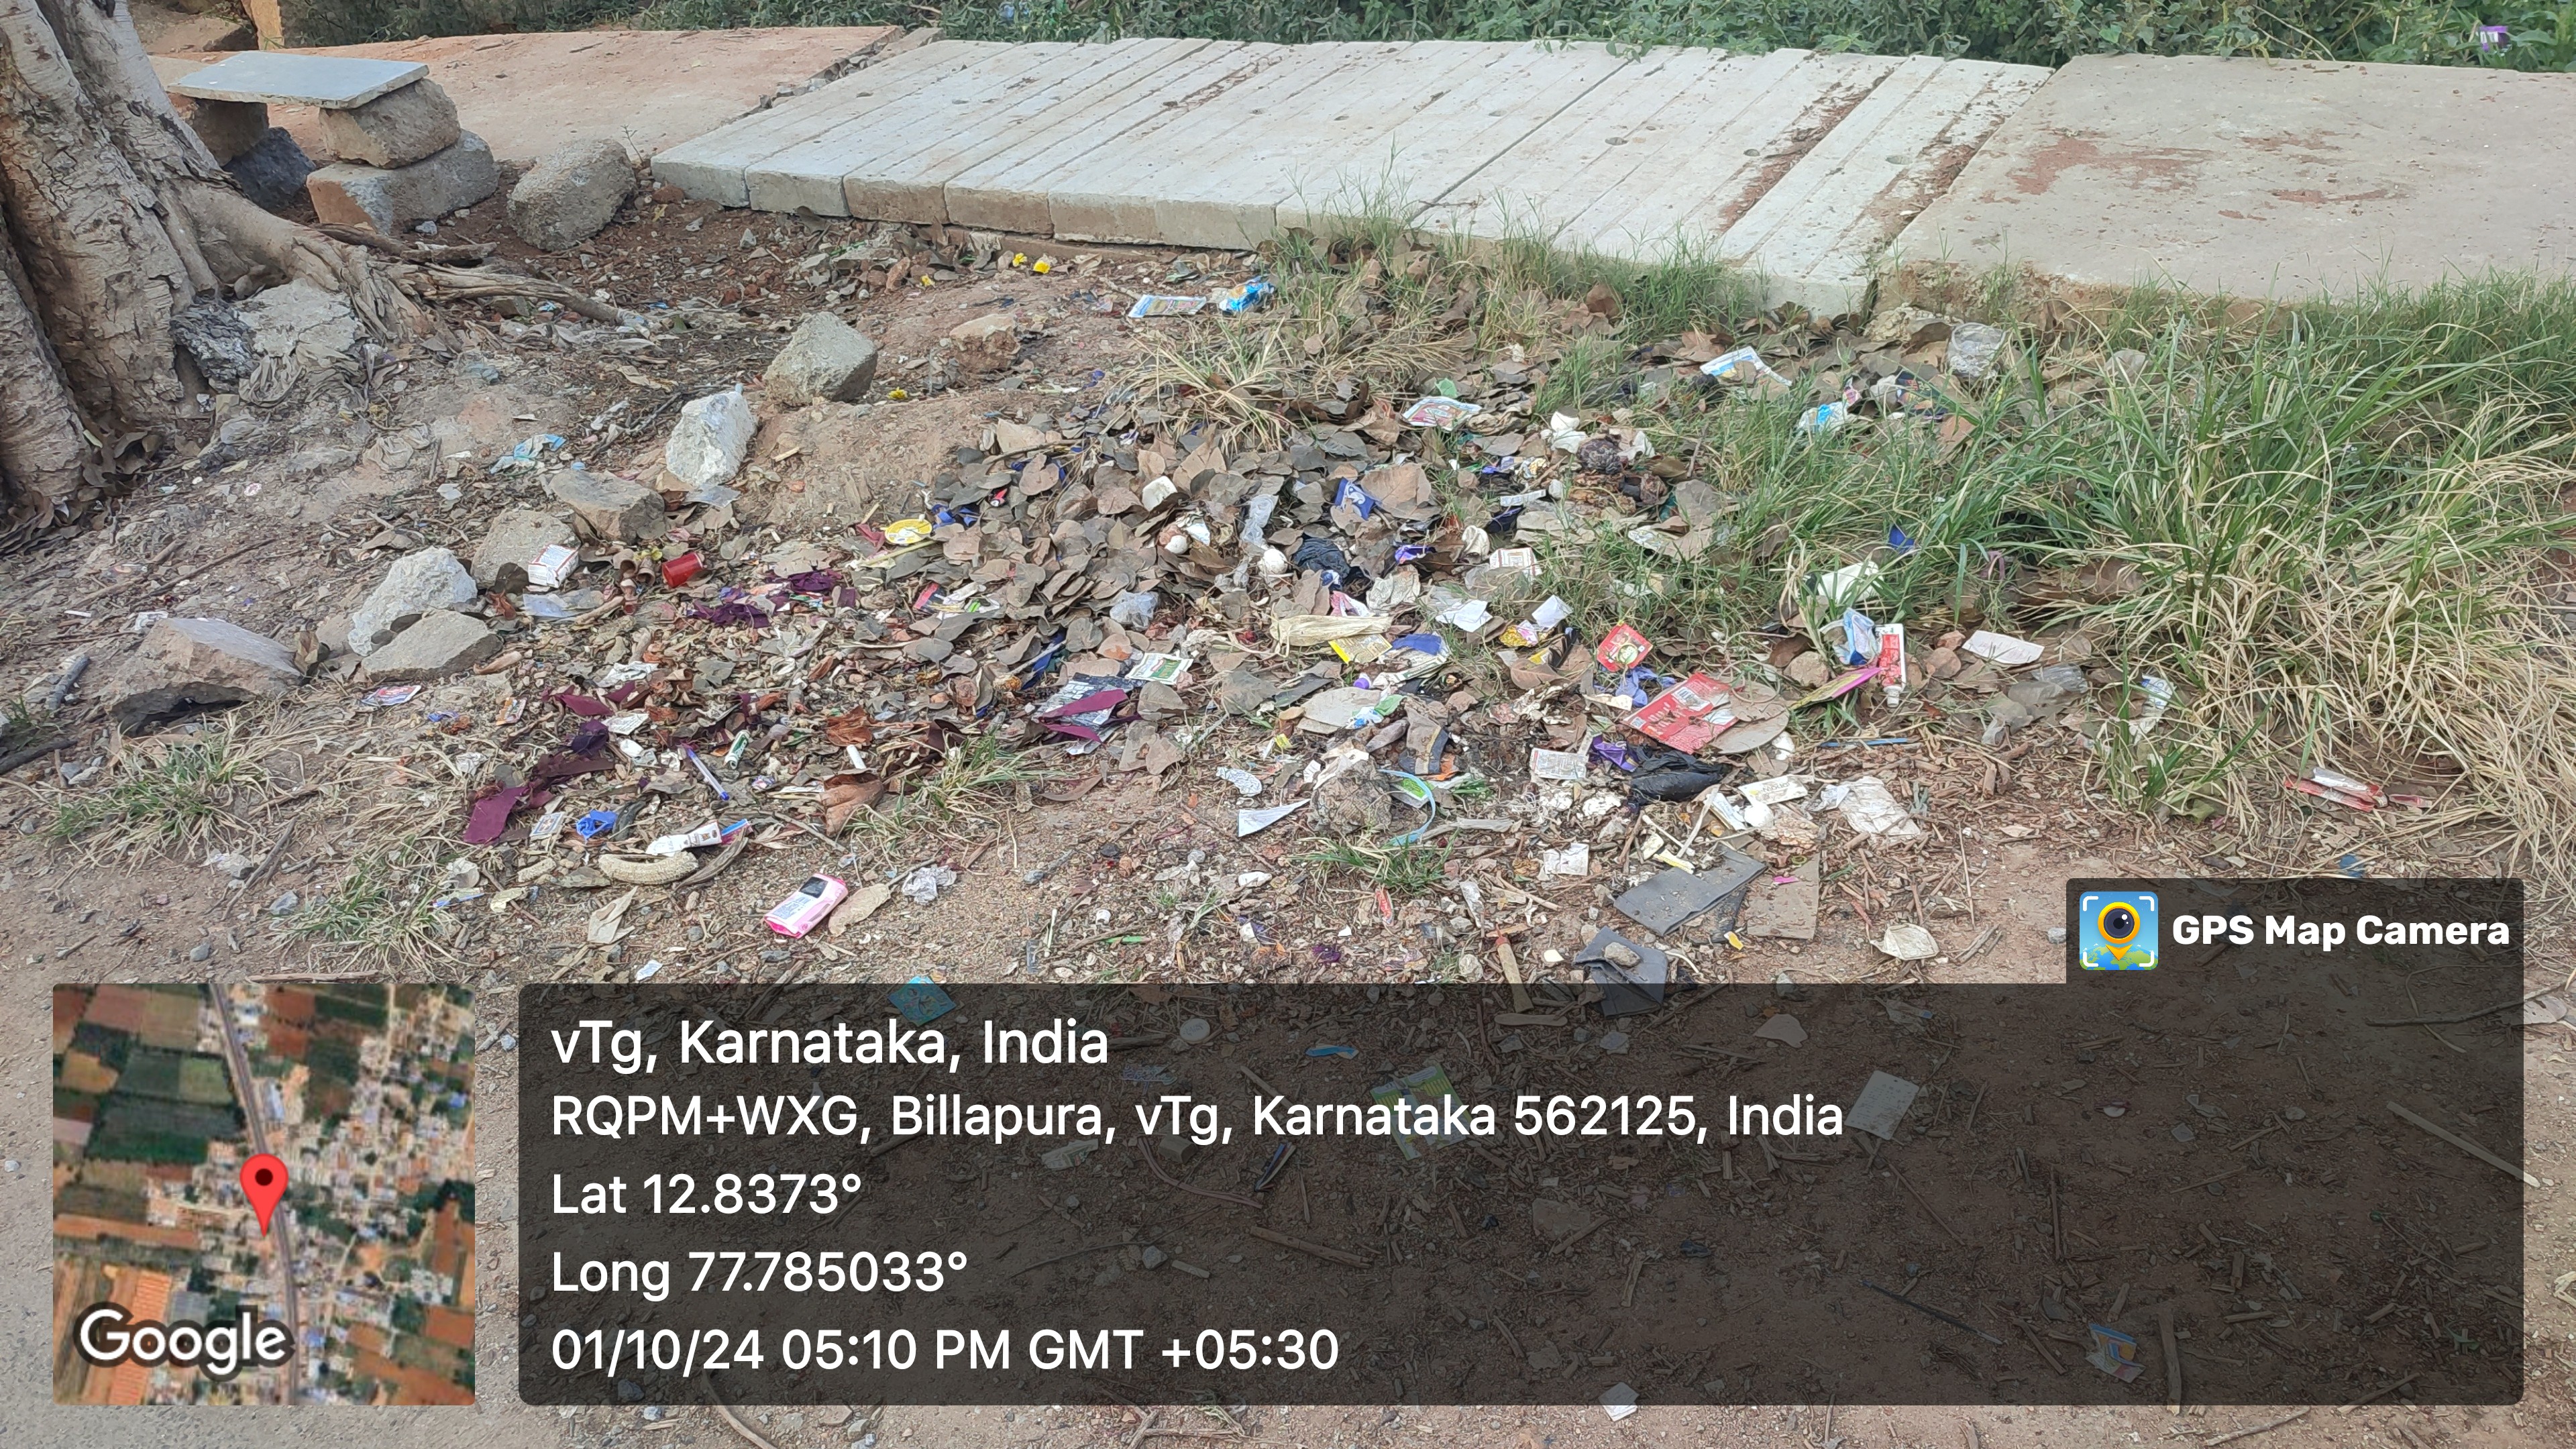 GPS Map Camera
vTg, Karnataka, India
RQPM+WXG, Billapura, vTg, Karnataka 562125, India
Lat 12.8373°
Long 77.785033°
01/10/24 05:10 PM GMT +05:30
Google